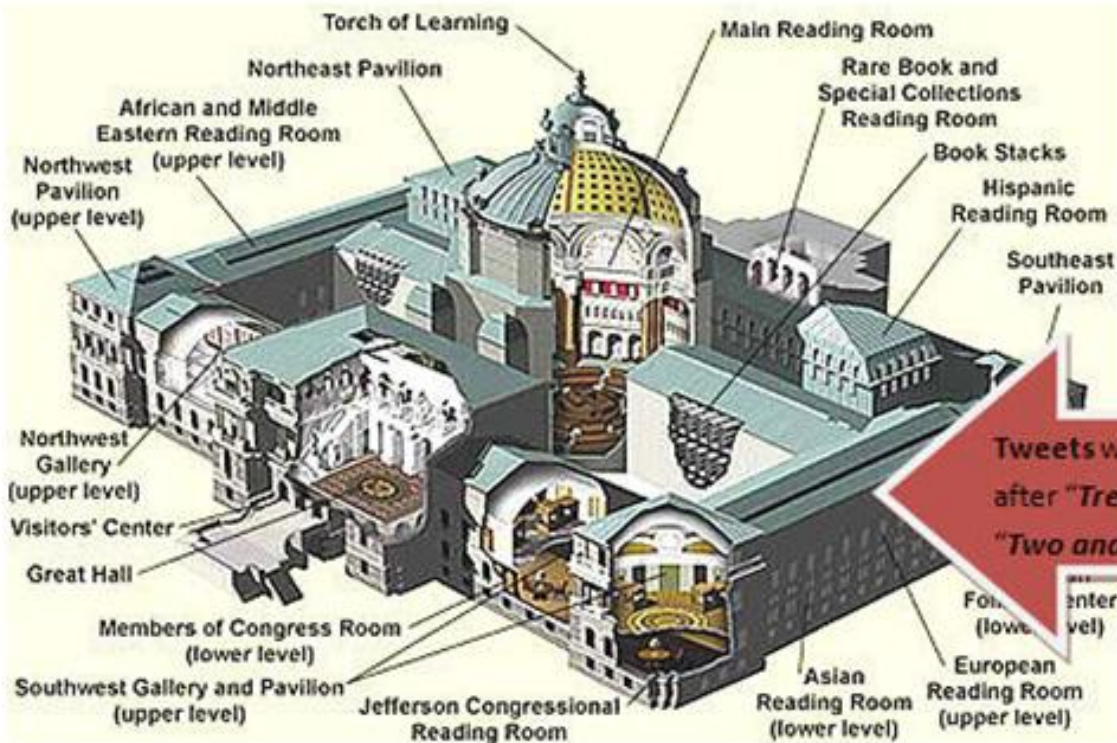 Torch of Learning
Main Reading Room
Northeast Pavilion
Rare Book and
Special Collections
Reading Room
African and Middle
Eastern Reading Room
(upper level)
Book Stacks
Northwest
Pavilion
(upper level)
Hispanic
Reading Room
Southeast
Pavilion
Tweets
after "Tre
"Two and
Northwest
Gallery
(upper level)
Visitors' Center
Great Hall
Members of Congress Room
(lower level)
Southwest Gallery and Pavilion
(upper level)
Jefferson Congressional
Reading Room
Asian
Reading Room
(lower level)
European
Reading Room
(upper level)